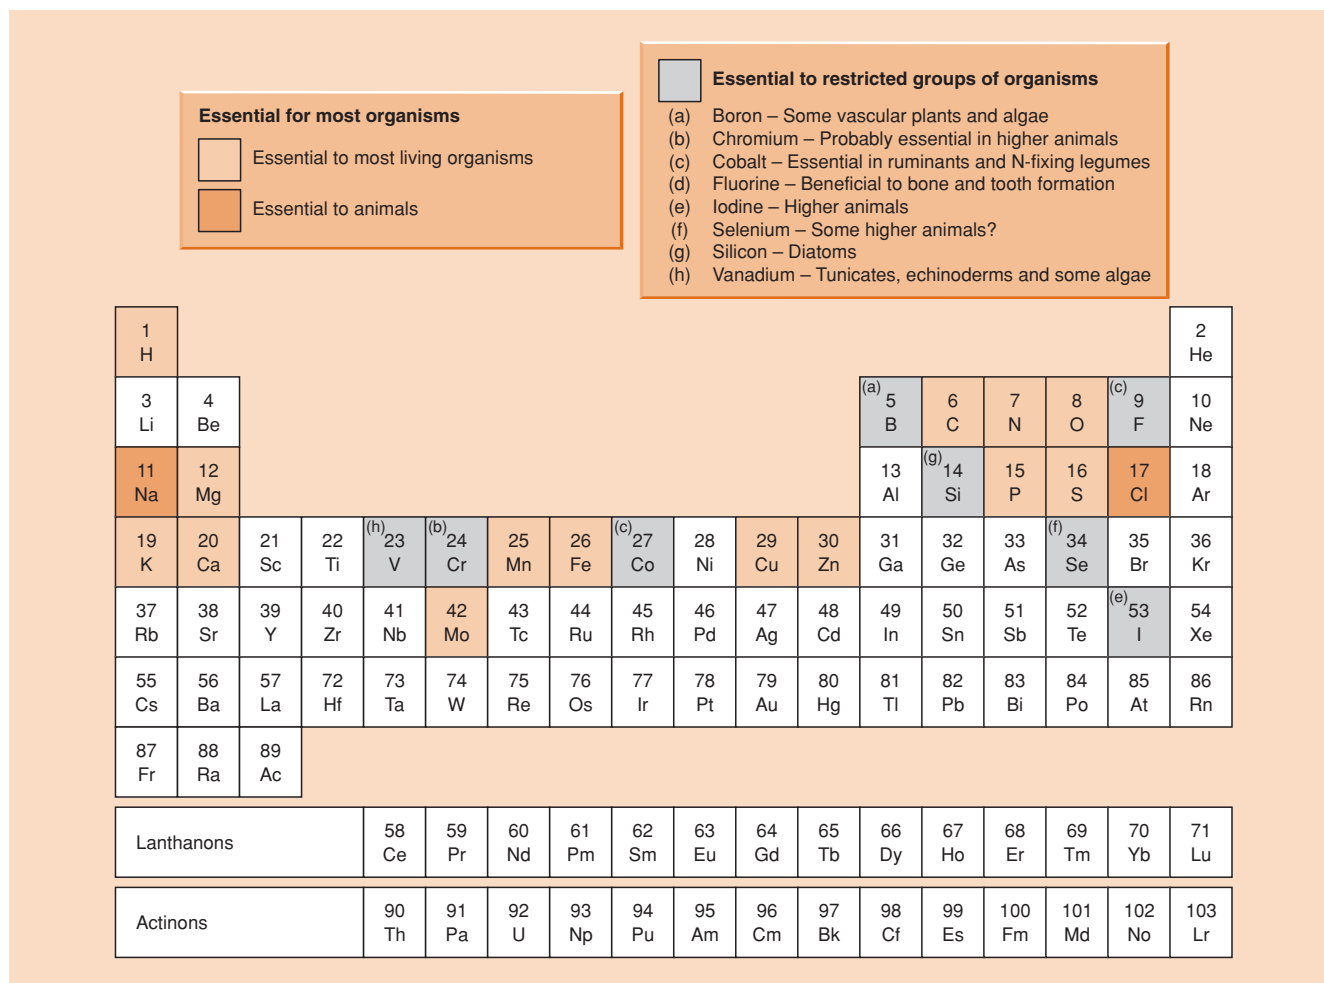 Essential for most organisms
Essential to most living organisms
Essential to animals
Essential to restricted groups of organisms
(a) Boron – Some vascular plants and algae
(b) Chromium – Probably essential in higher animals
(c) Cobalt – Essential in ruminants and N-fixing legumes
(d) Fluorine – Beneficial to bone and tooth formation
(e) Iodine – Higher animals
(f) Selenium – Some higher animals?
(g) Silicon – Diatoms
(h) Vanadium – Tunicates, echinoderms and some algae
1 2
H He
3 4 (a) 5 6 7 8 (c) 9 10
Li Be B C N O F Ne
11 12 13 (g) 14 15 16 17 18
Na Mg Al Si P S Cl Ar
19 20 21 22 (h) 23 (b) 24 25 26 (c) 27 28 29 30 31 32 33 (f) 34 35 36
K Ca Sc Ti V Cr Mn Fe Co Ni Cu Zn Ga Ge As Se Br Kr
37 38 39 40 41 42 43 44 45 46 47 48 49 50 51 52 (e) 53 54
Rb Sr Y Zr Nb Mo Tc Ru Rh Pd Ag Cd In Sn Sb Te I Xe
55 56 57 72 73 74 75 76 77 78 79 80 81 82 83 84 85 86
Cs Ba La Hf Ta W Re Os Ir Pt Au Hg Tl Pb Bi Po At Rn
87 88 89
Fr Ra Ac
Lanthanons
58 59 60 61 62 63 64 65 66 67 68 69 70 71
Ce Pr Nd Pm Sm Eu Gd Tb Dy Ho Er Tm Yb Lu
Actinons
90 91 92 93 94 95 96 97 98 99 100 101 102 103
Th Pa U Np Pu Am Cm Bk Cf Es Fm Md No Lr